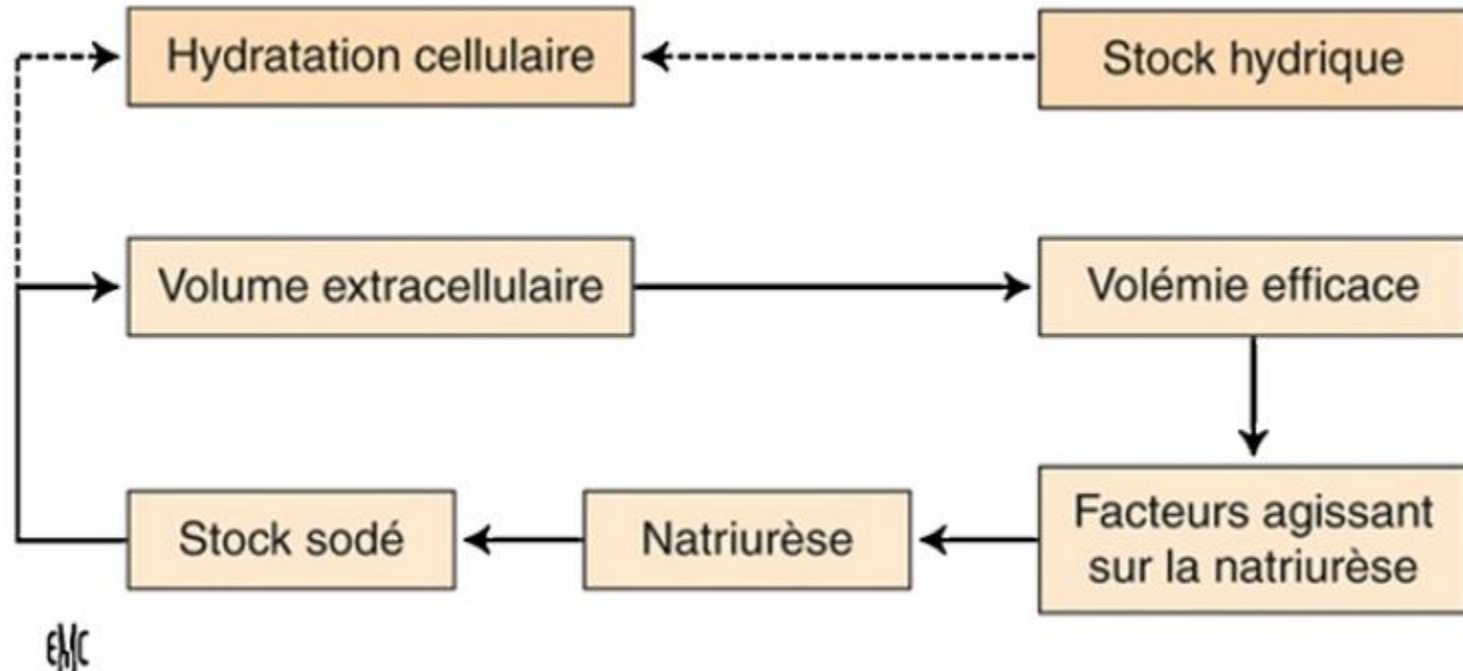 Hydratation cellulaire
Stock hydrique
Volume extracellulaire
Volémie efficace
Stock sodé
Natriurèse
Facteurs agissant
sur la natriurèse
EMC